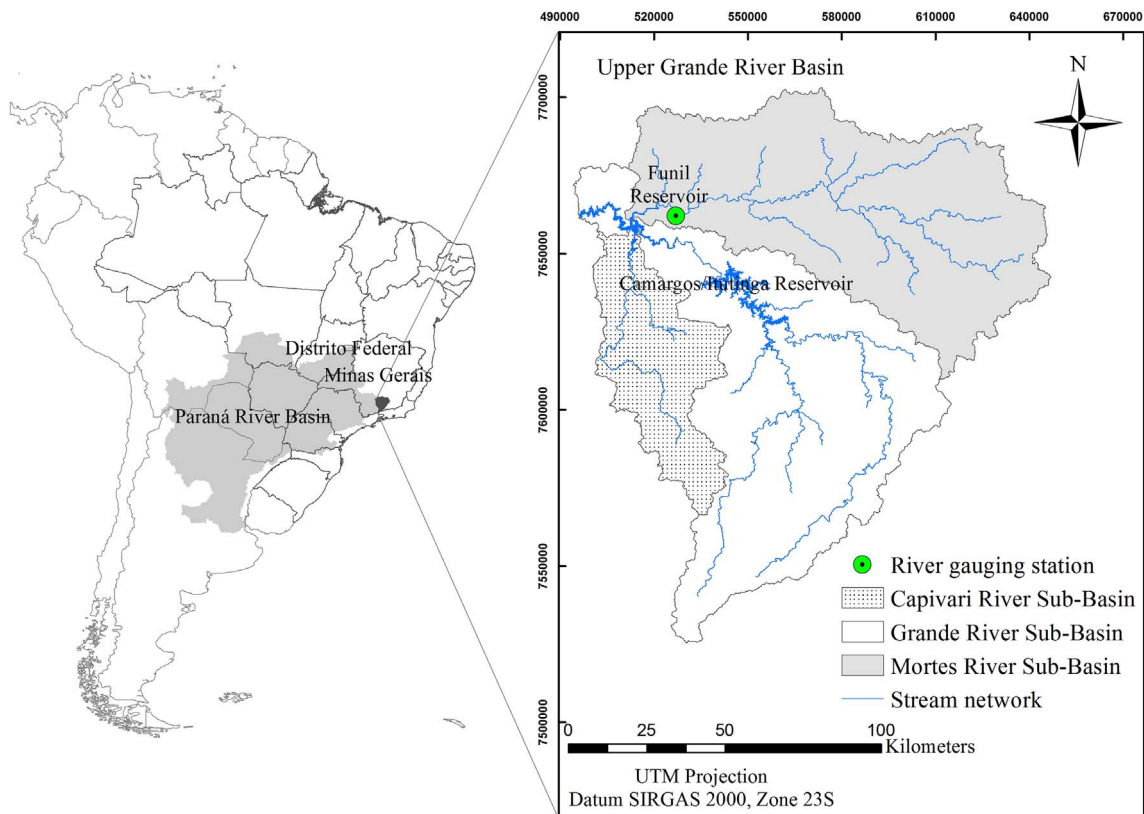 490000 520000 550000 580000 610000 640000 670000
Upper Grande River Basin
N
7700000
7650000
7600000
7550000
7500000
Funil
Reservoir
Camargos/Itutinga Reservoir
Distrito Federal
Minas Gerais
Paraná River Basin
River gauging station
Capivari River Sub-Basin
Grande River Sub-Basin
Mortes River Sub-Basin
Stream network
0 25 50 100
Kilometers
UTM Projection
Datum SIRGAS 2000, Zone 23S